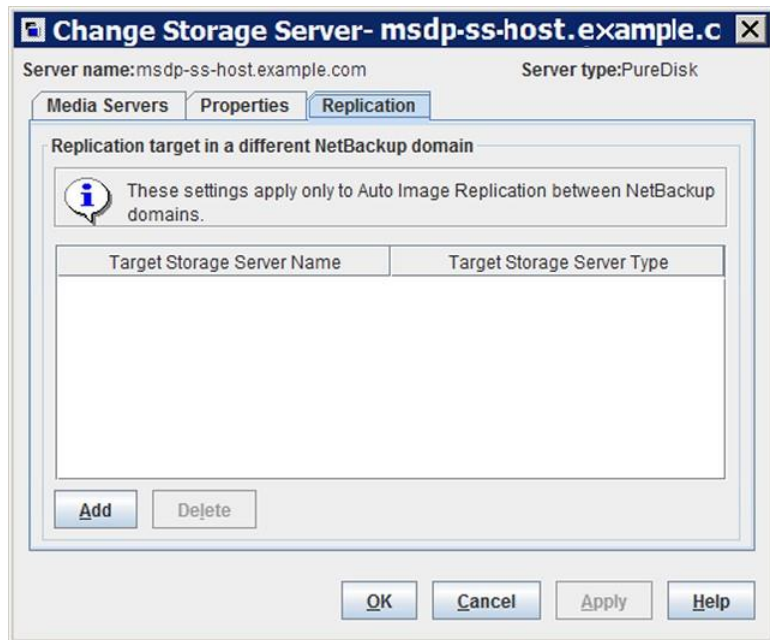 Change Storage Server- msdp-ss-host.example.c
Server name:msdp-ss-host.example.com Server type:PureDisk
Media Servers Properties Replication
Replication target in a different NetBackup domain
These settings apply only to Auto Image Replication between NetBackup
domains.
Target Storage Server Name Target Storage Server Type
Add Delete
OK Cancel Apply Help